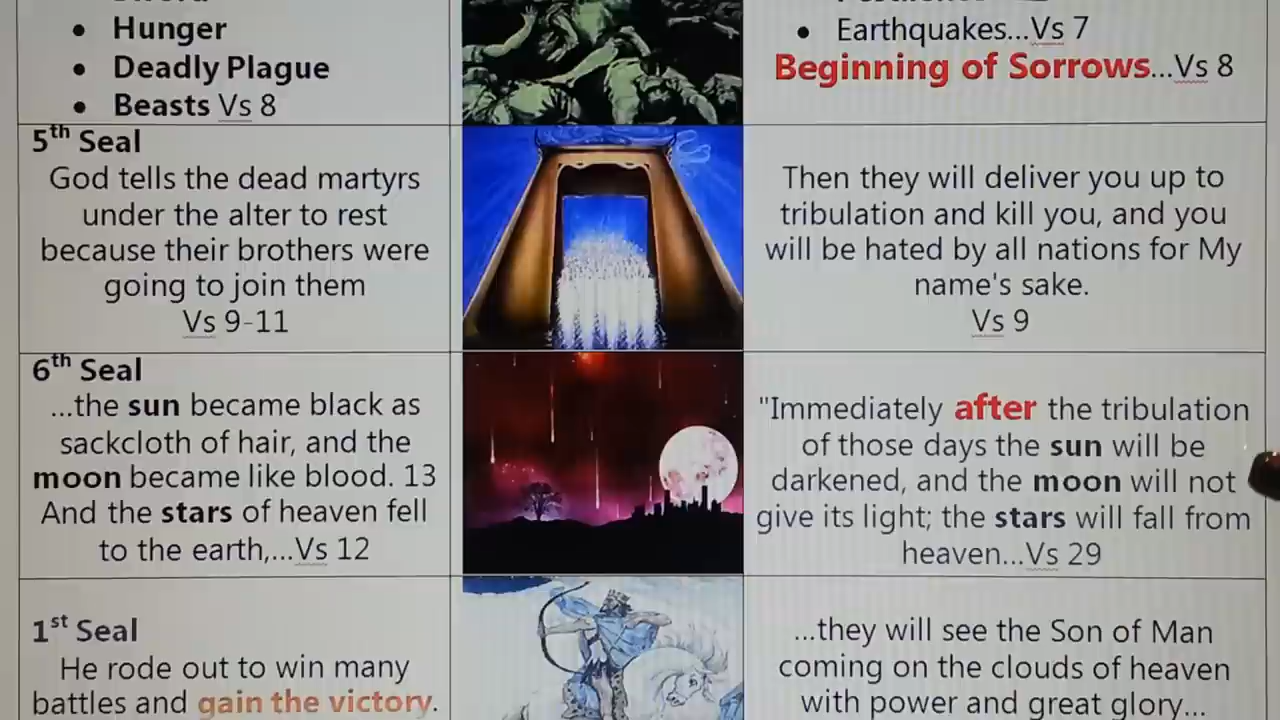 • Hunger
• Deadly Plague
• Beasts Vs 8
• Earthquakes...Vs 7
Beginning of Sorrows...Vs 8
5th Seal
God tells the dead martyrs
under the alter to rest
because their brothers were
going to join them
Vs 9-11
Then they will deliver you up to
tribulation and kill you, and you
will be hated by all nations for My
name's sake.
Vs 9
6th Seal
...the sun became black as
sackcloth of hair, and the
moon became like blood. 13
And the stars of heaven fell
to the earth,...Vs 12
"Immediately after the tribulation
of those days the sun will be
darkened, and the moon will not
give its light; the stars will fall from
heaven...Vs 29
1st Seal
He rode out to win many
battles and gain the victory.
...they will see the Son of Man
coming on the clouds of heaven
with power and great glory...